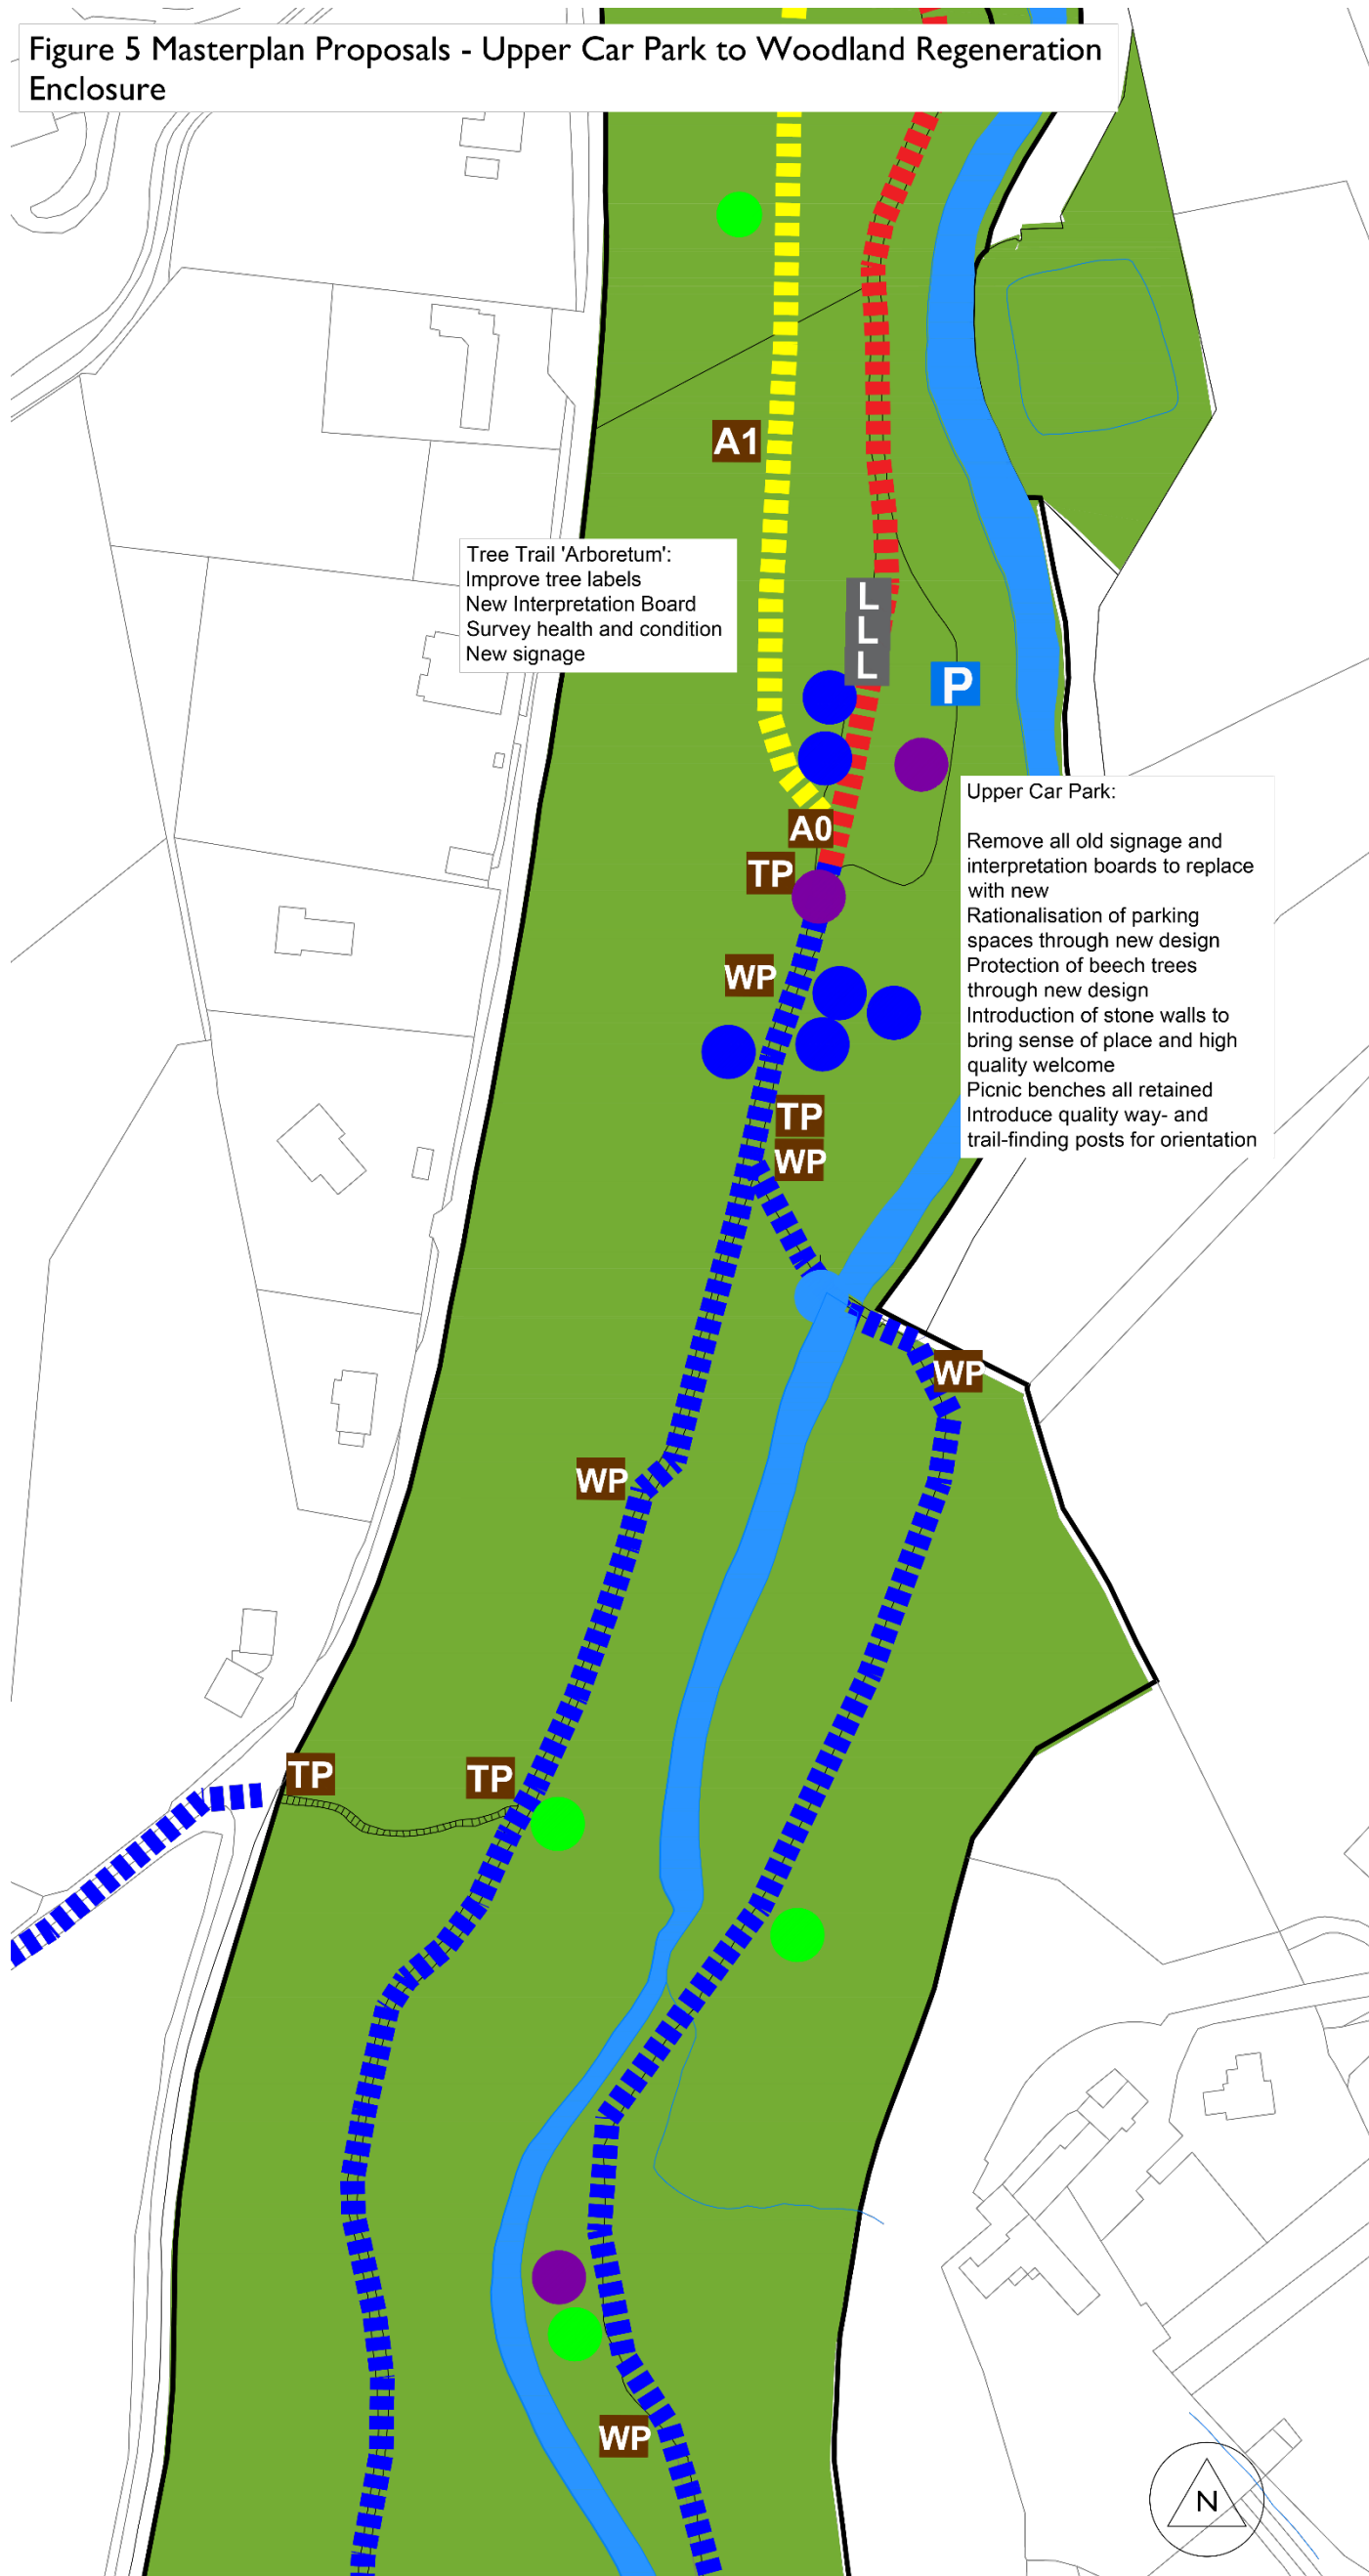 Figure 5 Masterplan Proposals - Upper Car Park to Woodland Regeneration
Enclosure
A1
Tree Trail 'Arboretum':
Improve tree labels
New Interpretation Board
Survey health and condition
New signage
L
L
L
P
Upper Car Park:
Remove all old signage and
interpretation boards to replace
with new
Rationalisation of parking
spaces through new design
Protection of beech trees
through new design
Introduction of stone walls to
bring sense of place and high
quality welcome
Picnic benches all retained
Introduce quality way- and
trail-finding posts for orientation
A0
TP
WP
TP
WP
WP
WP
TP
TP
WP
N